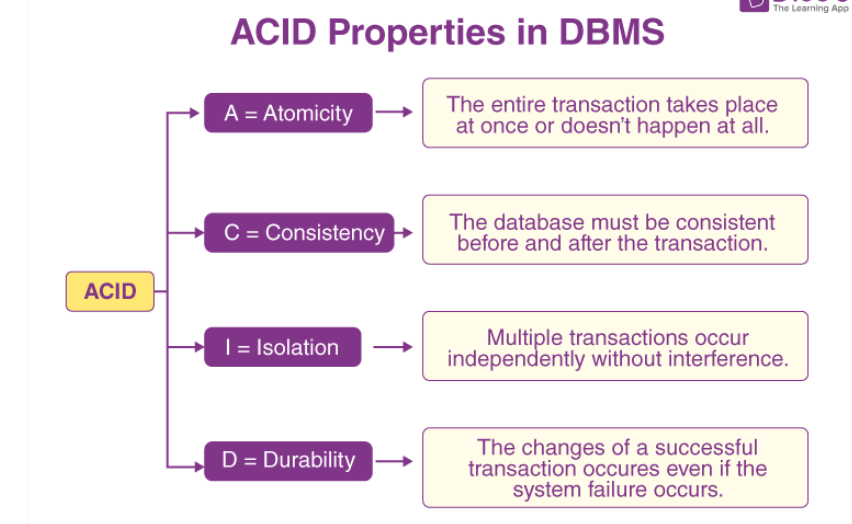 The Learning App
ACID Properties in DBMS
A = Atomicity
The entire transaction takes place
at once or doesn't happen at all.
C = Consistency
The database must be consistent
before and after the transaction.
ACID
I = Isolation
Multiple transactions occur
independently without interference.
D = Durability
The changes of a successful
transaction occures even if the
system failure occurs.